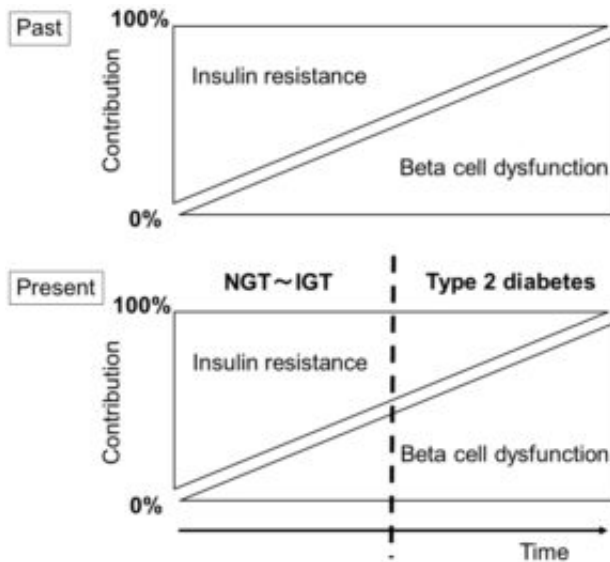 Past
100%
Contribution
Insulin resistance
Beta cell dysfunction
0%
Present
NGT～IGT
Type 2 diabetes
100%
Contribution
Insulin resistance
Beta cell dysfunction
0%
Time